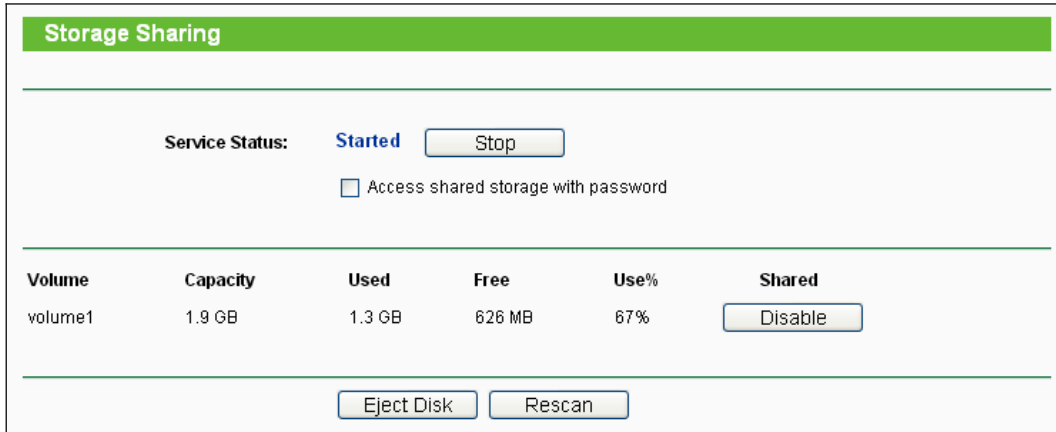 Storage Sharing
Service Status: Started Stop
Access shared storage with password
Volume Capacity Used Free Use% Shared
volume1 1.9 GB 1.3 GB 626 MB 67% Disable
Eject Disk Rescan